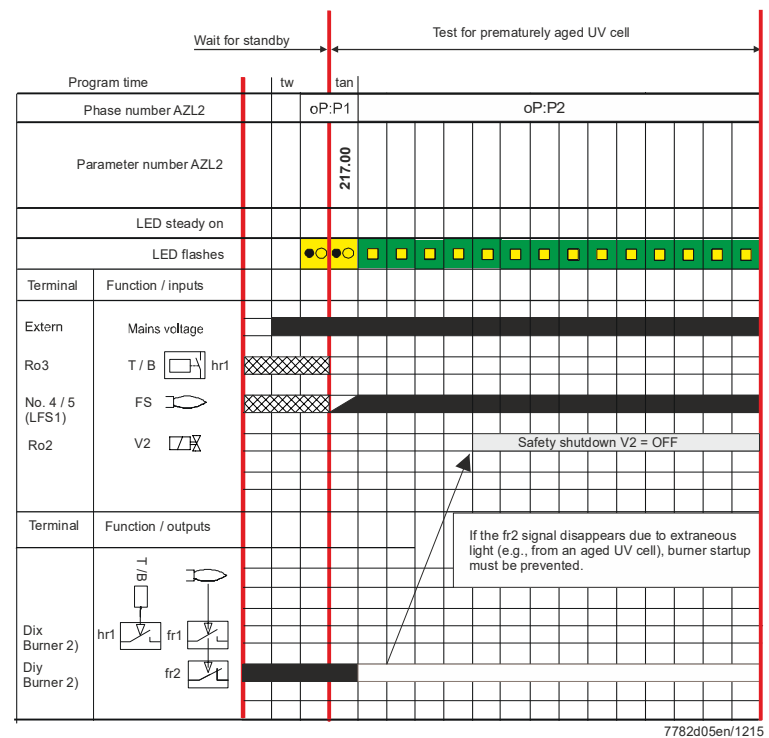 Wait for standby
Test for prematurely aged UV cell
Program time
tw
tan
Phase number AZL2
oP:P1
oP:P2
Parameter number AZL2
217.00
LED steady on
LED flashes
Terminal
Function / inputs
Extern
Mains voltage
Ro3
T / B
hr1
No. 4 / 5
(LFS1)
FS
Ro2
V2
Safety shutdown V2 = OFF
Terminal
Function / outputs
If the fr2 signal disappears due to extraneous
light (e.g., from an aged UV cell), burner startup
must be prevented.
T / B
Dix
Burner 2)
hr1
fr1
Diy
Burner 2)
fr2
7782d05en/1215